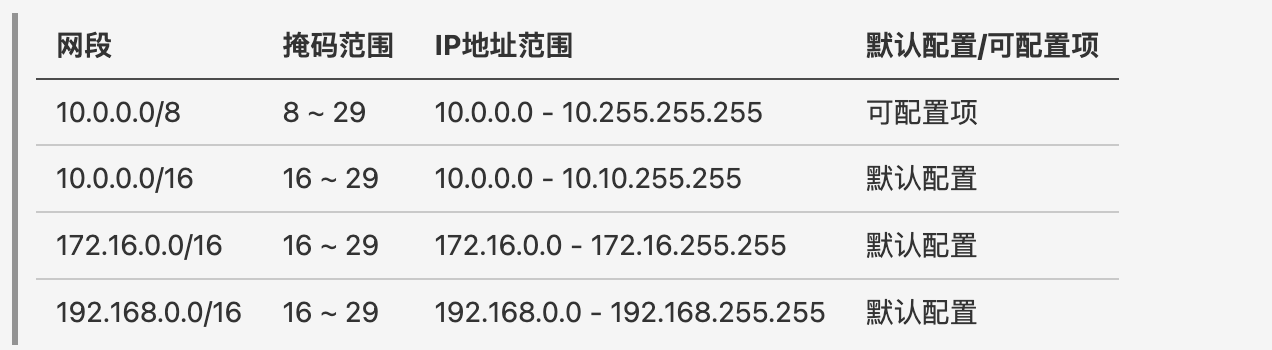 网段 掩码范围 IP地址范围 默认配置/可配置项
10.0.0.0/8 8 ~ 29 10.0.0.0 - 10.255.255.255 可配置项
10.0.0.0/16 16 ~ 29 10.0.0.0 - 10.10.255.255 默认配置
172.16.0.0/16 16 ~ 29 172.16.0.0 - 172.16.255.255 默认配置
192.168.0.0/16 16 ~ 29 192.168.0.0 - 192.168.255.255 默认配置